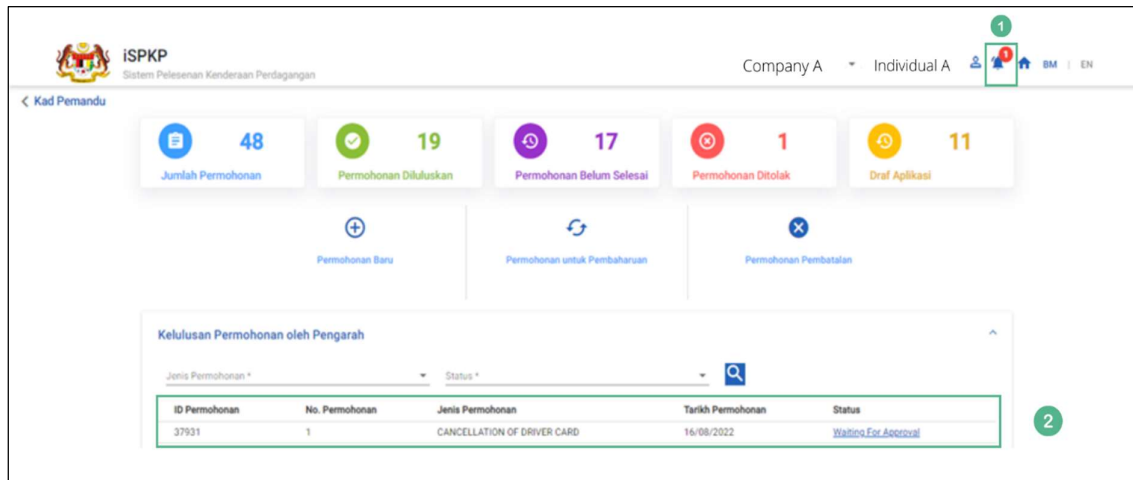 1
iSPKP
Sistem Pelesenan Kenderaan Perdagangan
Company A Individual A 1 BM | EN
Kad Pemandu
48 19 17 1 11
Jumlah Permohonan Permohonan Diluluskan Permohonan Belum Selesai Permohonan Ditolak Draf Aplikasi
Permohonan Baru Permohonan untuk Pembaharuan Permohonan Pembatalan
Kelulusan Permohonan oleh Pengarah
Jenis Permohonan * Status *
ID Permohonan No. Permohonan Jenis Permohonan Tarikh Permohonan Status
37931 1 CANCELLATION OF DRIVER CARD 16/08/2022 Waiting For Approval
2